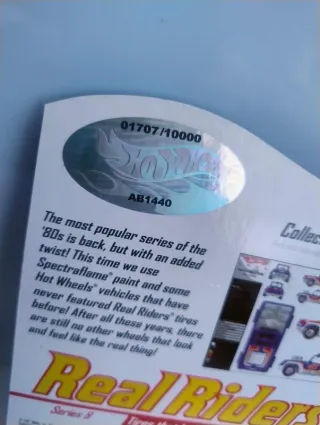 01707/10000
Hot Wheels
AB1440
The most popular series of the
'80s is back, but with an added
twist! This time we use
Spectraflame® paint and some
Hot Wheels® vehicles that have
never featured Real Riders® tires
before! After all these years, there
are still no other wheels that look
and feel like the real thing!
Collec
Real Riders
Series 8